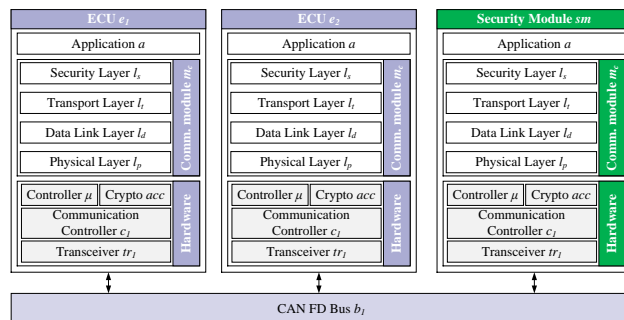 ECU e1
Application a
Security Layer ls
Transport Layer lt
Data Link Layer ld
Physical Layer lp
Comm. module mc
Controller μ
Crypto acc
Communication
Controller c1
Transceiver tr1
Hardware
ECU e2
Application a
Security Layer ls
Transport Layer lt
Data Link Layer ld
Physical Layer lp
Comm. module mc
Controller μ
Crypto acc
Communication
Controller c1
Transceiver tr1
Hardware
Security Module sm
Application a
Security Layer ls
Transport Layer lt
Data Link Layer ld
Physical Layer lp
Comm. module mc
Controller μ
Crypto acc
Communication
Controller c1
Transceiver tr1
Hardware
CAN FD Bus b1